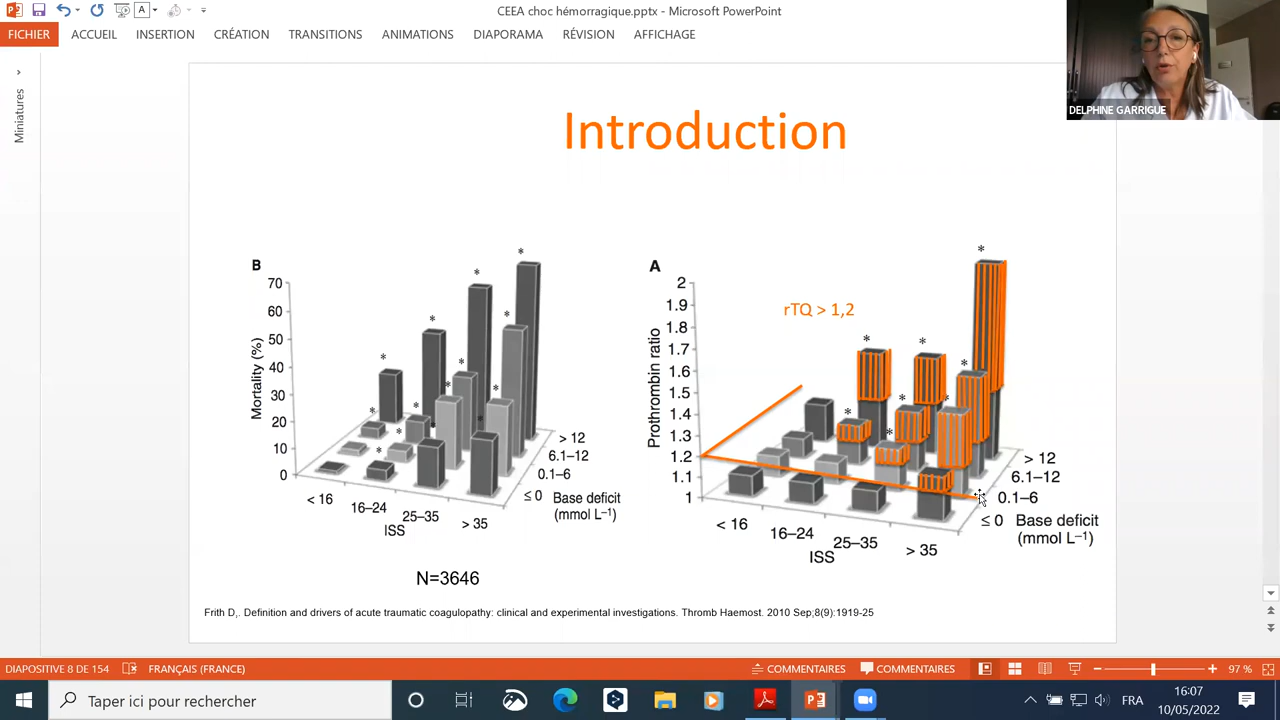 CEEA choc hémorragique.pptx - Microsoft PowerPoint
FICHIER ACCUEIL INSERTION CRÉATION TRANSITIONS ANIMATIONS DIAPORAMA RÉVISION AFFICHAGE
DELPHINE GARRIGUE
Miniatures
Introduction
B
70
60
50
40
30
20
10
0
Mortality (%)
*
*
*
*
*
*
*
*
*
*
*
*
< 16
16–24
25–35
> 35
ISS
> 12
6.1–12
0.1–6
≤ 0
Base deficit
(mmol L–1)
N=3646
A
2
1.9
1.8
1.7
1.6
1.5
1.4
1.3
1.2
1.1
1
Prothrombin ratio
rTQ > 1,2
*
*
*
*
*
*
*
*
< 16
16–24
25–35
> 35
ISS
> 12
6.1–12
0.1–6
≤ 0
Base deficit
(mmol L–1)
Frith D,. Definition and drivers of acute traumatic coagulopathy: clinical and experimental investigations. Thromb Haemost. 2010 Sep;8(9):1919-25
DIAPOSITIVE 8 DE 154 FRANÇAIS (FRANCE) COMMENTAIRES COMMENTAIRES 97 %
Taper ici pour rechercher
FRA
16:07
10/05/2022